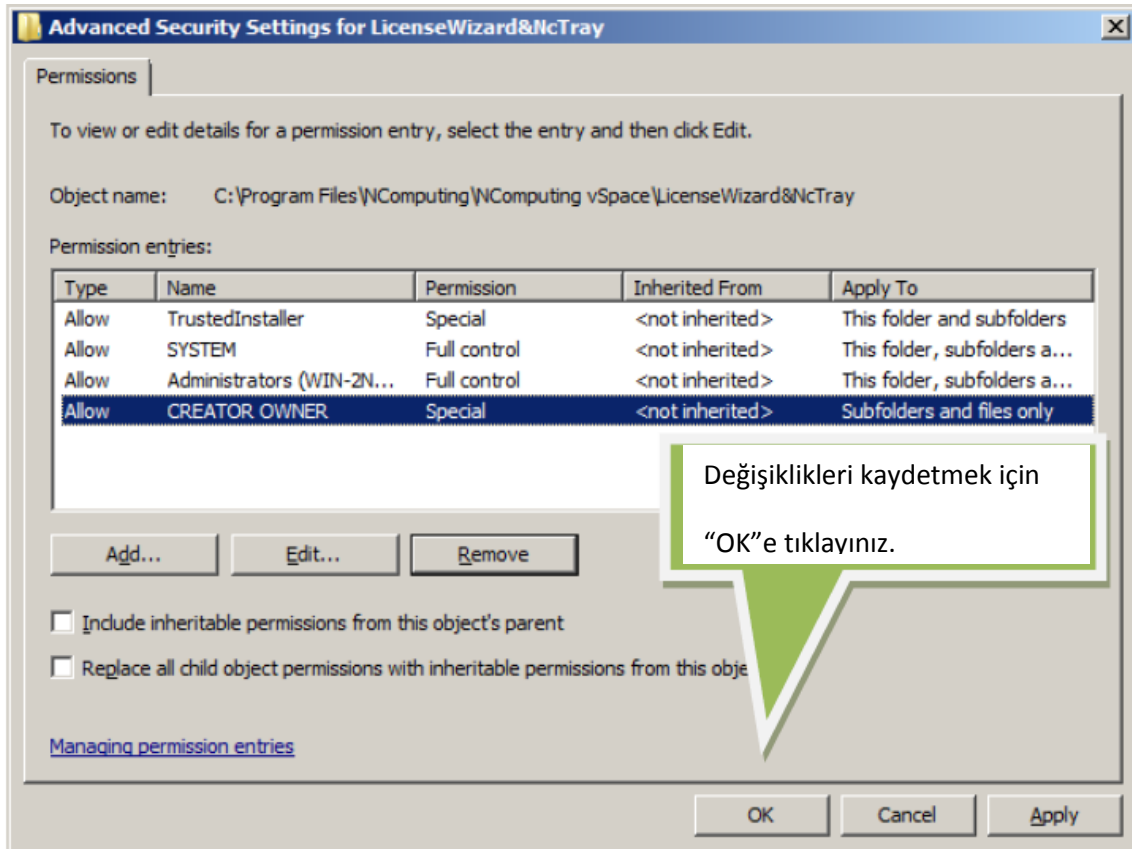 Advanced Security Settings for LicenseWizard&NcTray
Permissions
To view or edit details for a permission entry, select the entry and then click Edit.
Object name: C:\Program Files\NComputing\NComputing vSpace\LicenseWizard&NcTray
Permission entries:
Type Name Permission Inherited From Apply To
Allow TrustedInstaller Special <not inherited> This folder and subfolders
Allow SYSTEM Full control <not inherited> This folder, subfolders a...
Allow Administrators (WIN-2N... Full control <not inherited> This folder, subfolders a...
Allow CREATOR OWNER Special <not inherited> Subfolders and files only
Değişiklikleri kaydetmek için
“OK”e tıklayınız.
Add... Edit... Remove
Include inheritable permissions from this object's parent
Replace all child object permissions with inheritable permissions from this obje
Managing permission entries
OK Cancel Apply